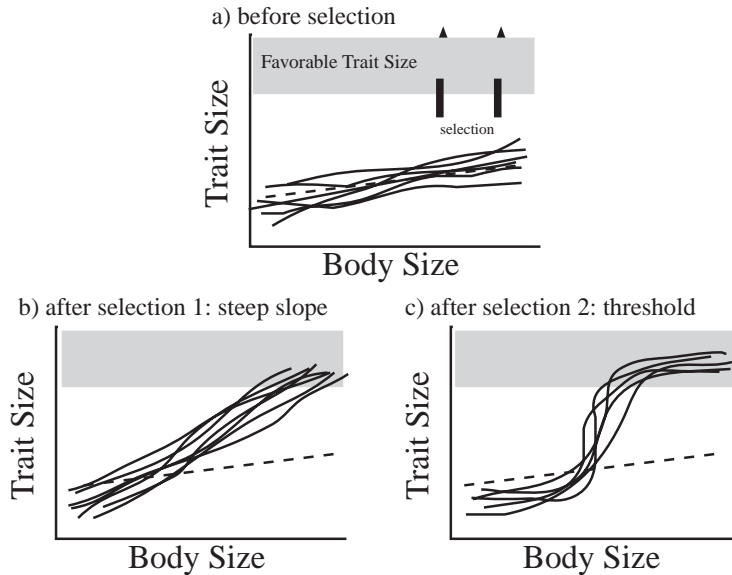 a) before selection
Favorable Trait Size
selection
Trait Size
Body Size
b) after selection 1: steep slope
Trait Size
Body Size
c) after selection 2: threshold
Trait Size
Body Size